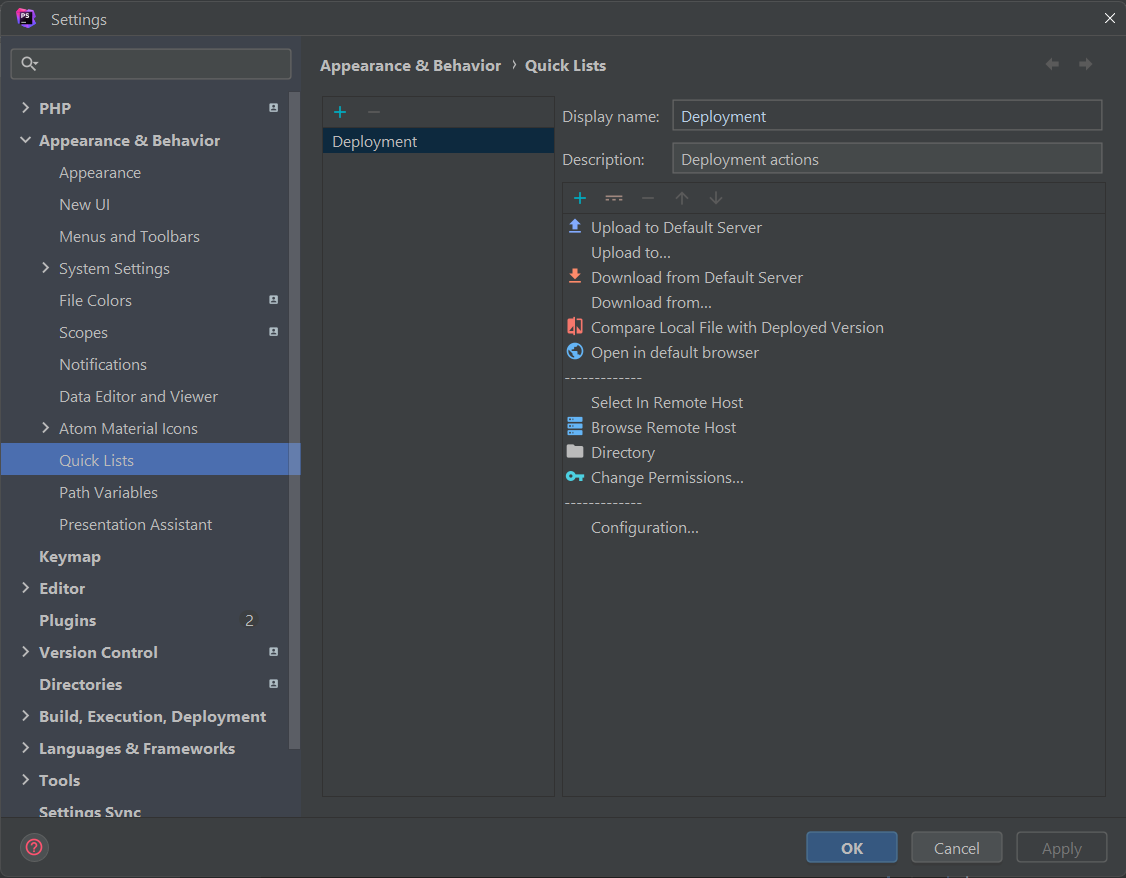 PS
Settings
PHP
Appearance & Behavior
Appearance
New UI
Menus and Toolbars
System Settings
File Colors
Scopes
Notifications
Data Editor and Viewer
Atom Material Icons
Quick Lists
Path Variables
Presentation Assistant
Keymap
Editor
Plugins 2
Version Control
Directories
Build, Execution, Deployment
Languages & Frameworks
Tools
Settings Sync
Appearance & Behavior › Quick Lists
Deployment
Display name: Deployment
Description: Deployment actions
Upload to Default Server
Upload to...
Download from Default Server
Download from...
Compare Local File with Deployed Version
Open in default browser
-------------
Select In Remote Host
Browse Remote Host
Directory
Change Permissions...
-------------
Configuration...
?
OK Cancel Apply